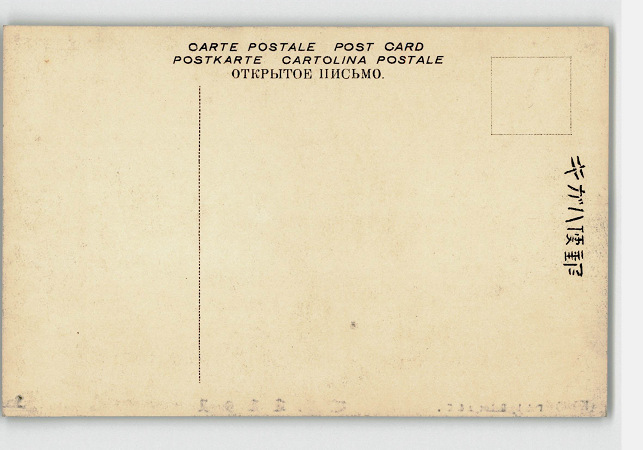 CARTE POSTALE POST CARD
POSTKARTE CARTOLINA POSTALE
ОТКРЫТОЕ ПИСЬМО.
郵便ハガキ